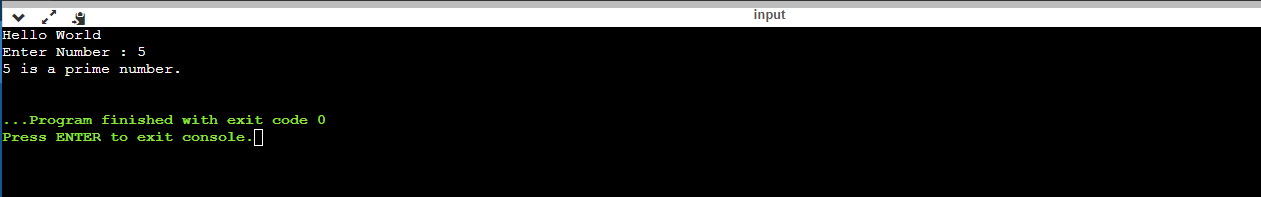 input
Hello World
Enter Number : 5
5 is a prime number.
...Program finished with exit code 0
Press ENTER to exit console.